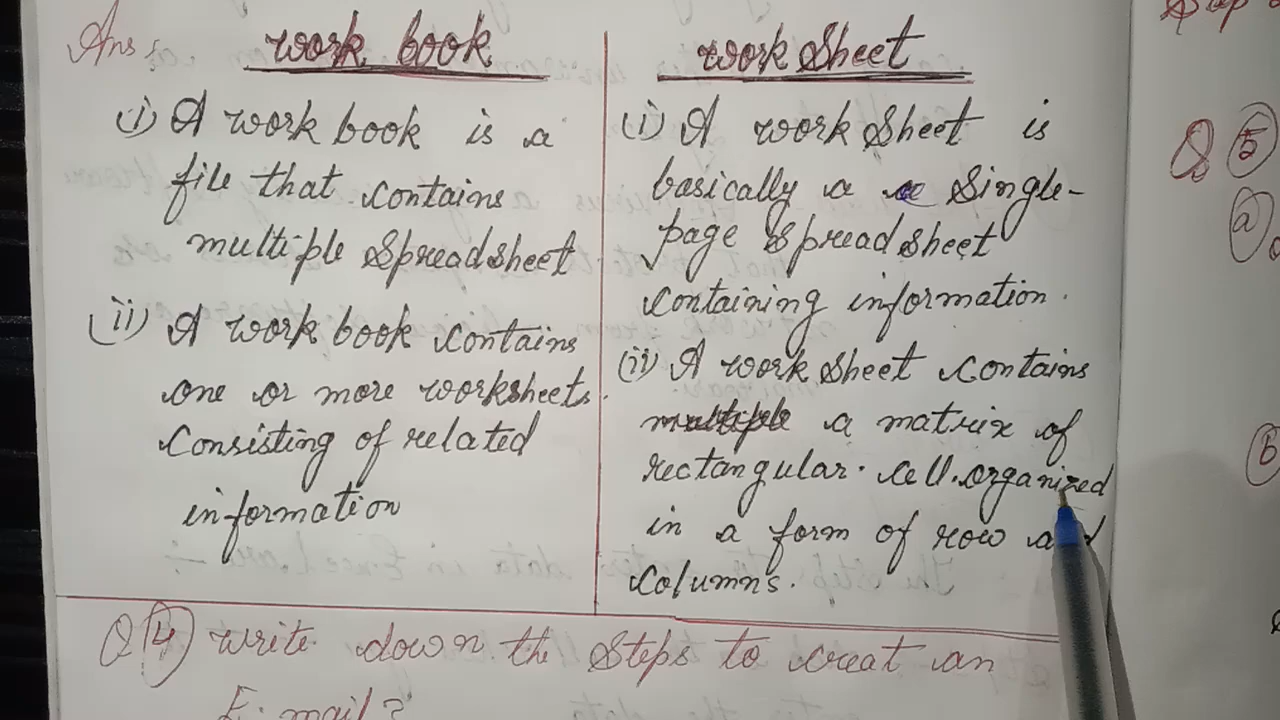 Ans:
work book
(i) A work book is a
file that contains
multiple Spreadsheet
(ii) A work book contains
one or more worksheets.
Consisting of related
information
work Sheet
(i) A work Sheet is
basically a a Single-
page Spread Sheet
containing information.
(ii) A work Sheet contains
multiple a matrix of
rectangular. cell. organized
in a form of row and
columns.
Q (4) write down the Steps to creat an
E-mail?
Step
Q (5)
(a)
(b)